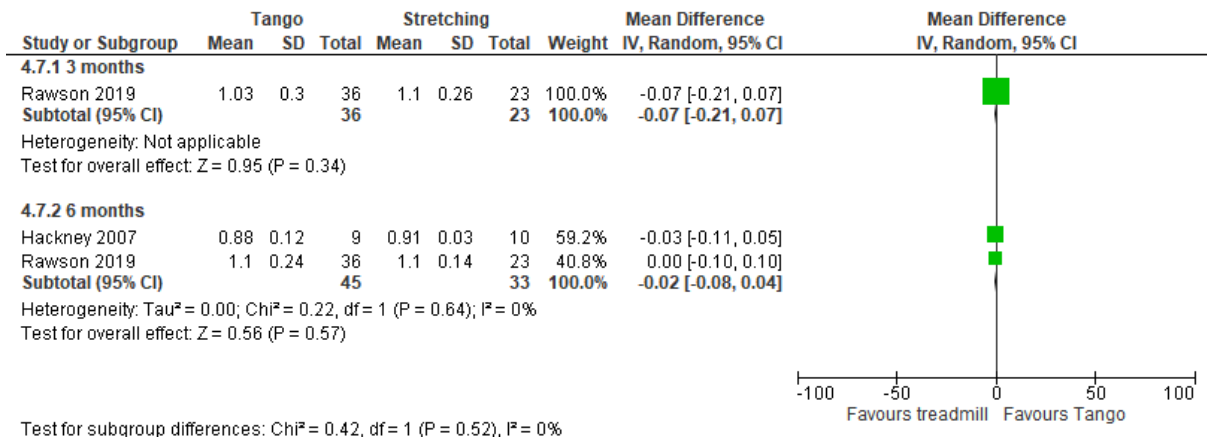 Tango Stretching Mean Difference Mean Difference
Study or Subgroup Mean SD Total Mean SD Total Weight IV, Random, 95% CI IV, Random, 95% CI
4.7.1 3 months
Rawson 2019 1.03 0.3 36 1.1 0.26 23 100.0% -0.07 [-0.21, 0.07]
Subtotal (95% CI) 36 23 100.0% -0.07 [-0.21, 0.07]
Heterogeneity: Not applicable
Test for overall effect: Z = 0.95 (P = 0.34)
4.7.2 6 months
Hackney 2007 0.88 0.12 9 0.91 0.03 10 59.2% -0.03 [-0.11, 0.05]
Rawson 2019 1.1 0.24 36 1.1 0.14 23 40.8% 0.00 [-0.10, 0.10]
Subtotal (95% CI) 45 33 100.0% -0.02 [-0.08, 0.04]
Heterogeneity: Tau² = 0.00; Chi² = 0.22, df = 1 (P = 0.64); I² = 0%
Test for overall effect: Z = 0.56 (P = 0.57)
-100 -50 0 50 100
Favours treadmill Favours Tango
Test for subgroup differences: Chi² = 0.42, df = 1 (P = 0.52), I² = 0%